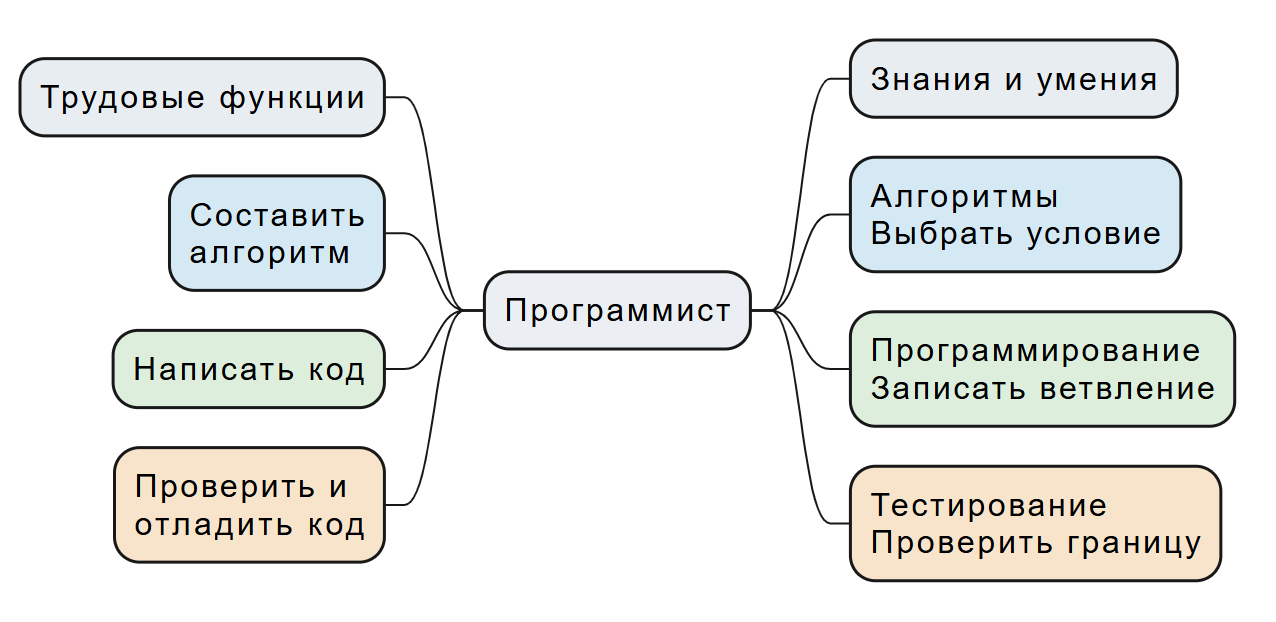 Трудовые функции
Составить
алгоритм
Написать код
Проверить и
отладить код
Программист
Знания и умения
Алгоритмы
Выбрать условие
Программирование
Записать ветвление
Тестирование
Проверить границу